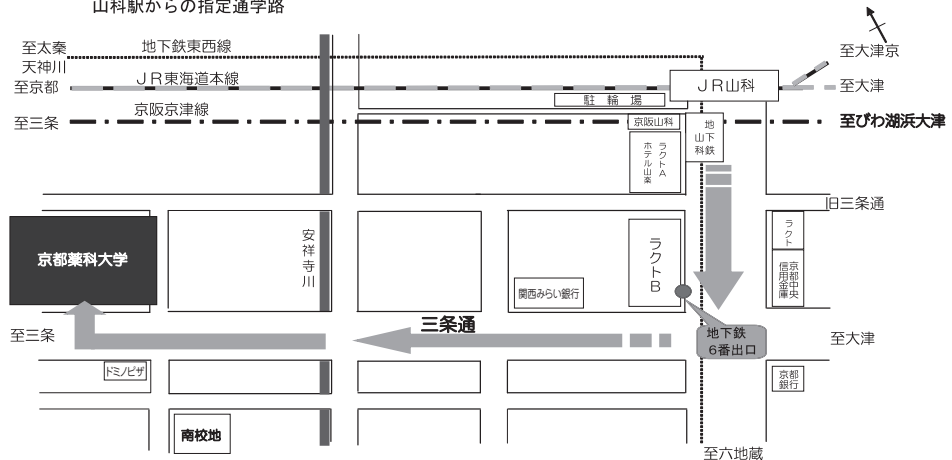 山科駅からの指定通学路
至太秦
天神川
地下鉄東西線
至大津京
至京都
JR東海道本線
JR山科
至大津
駐輪場
至三条
京阪京津線
京阪山科
地下鉄
山科
至びわ湖浜大津
ラクトA
ホテル山楽
旧三条通
京都薬科大学
安祥寺川
ラクトB
ラクト
関西みらい銀行
京都中央
信用金庫
三条通
至三条
地下鉄
6番出口
至大津
ドミノピザ
京都
銀行
南校地
至六地蔵